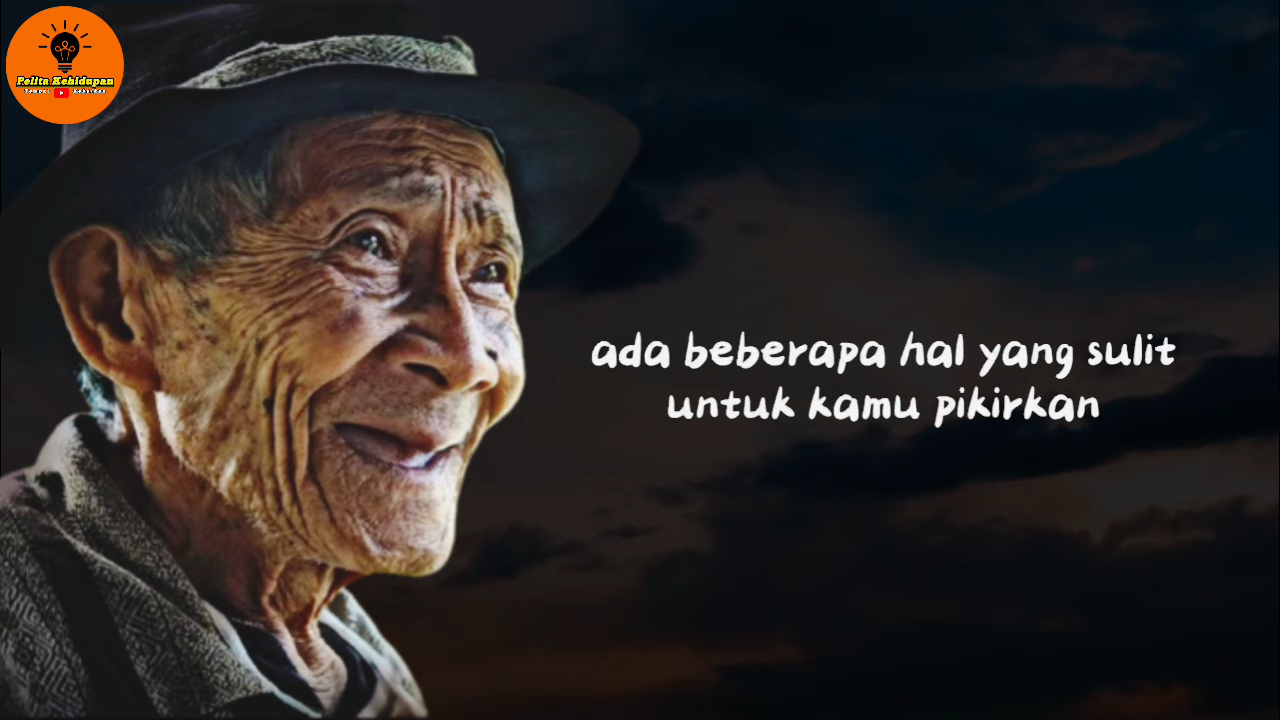 Pelita Kehidupan
ada beberapa hal yang sulit
untuk kamu pikirkan